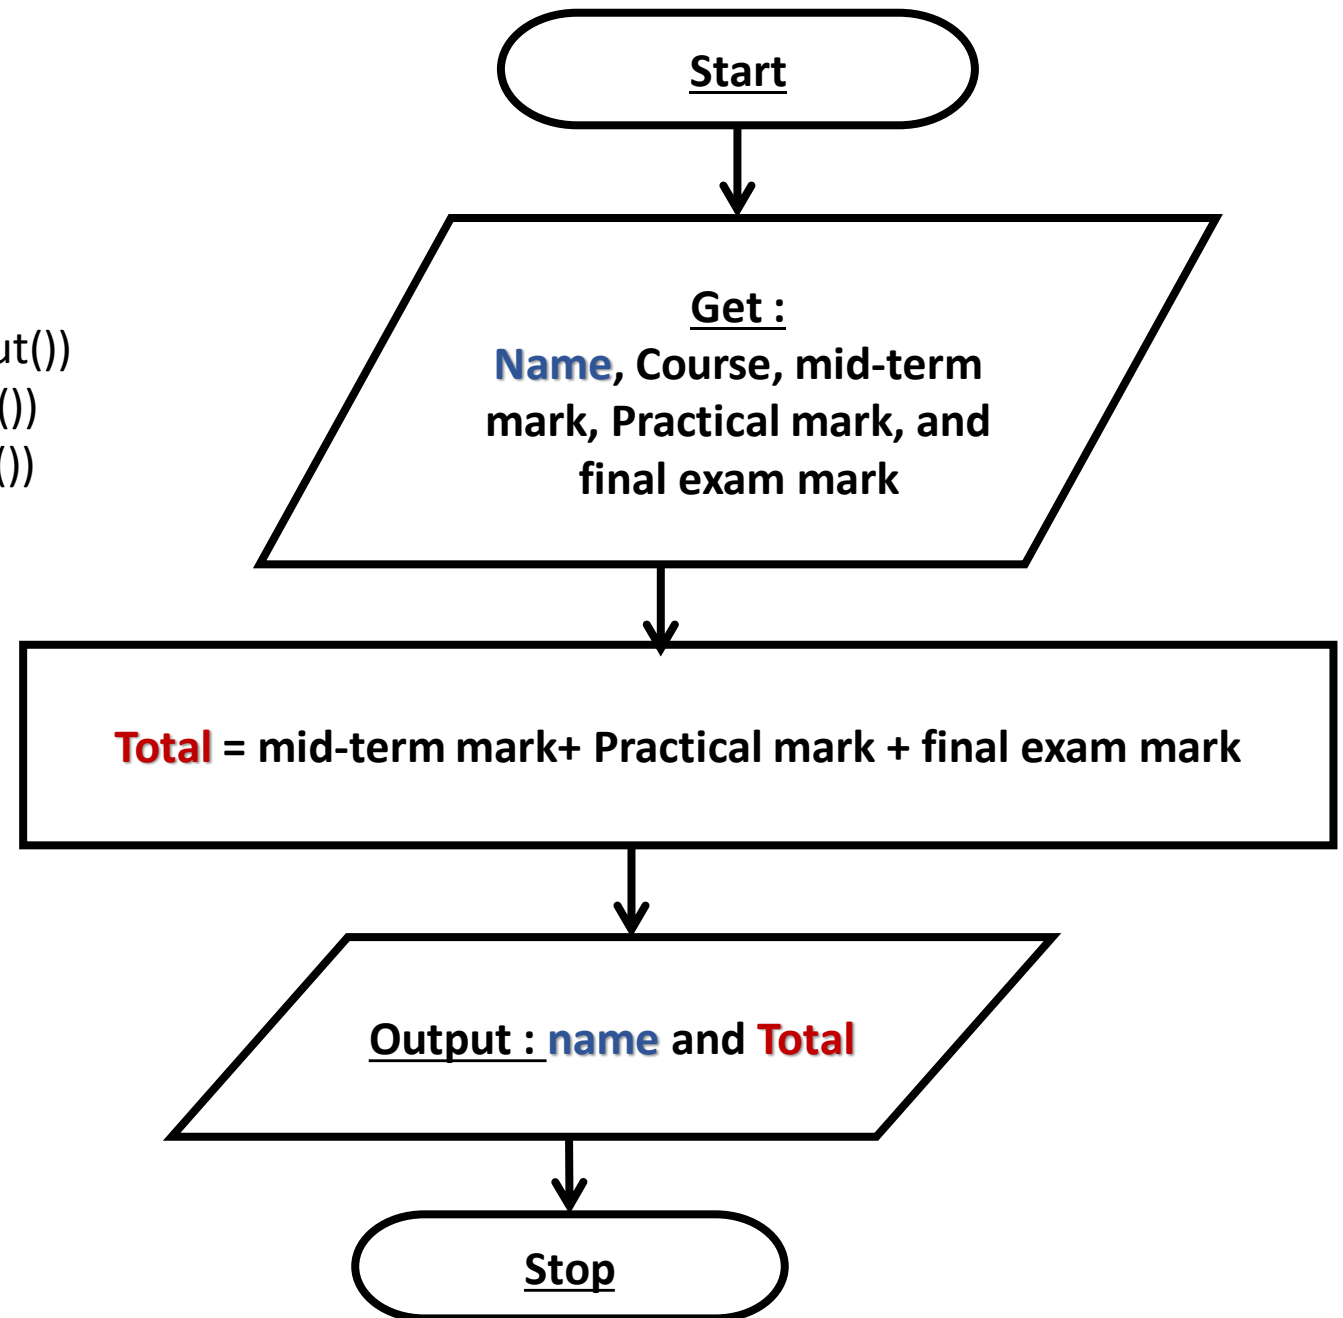 Start
Get :
Name, Course, mid-term
mark, Practical mark, and
final exam mark
ut())
())
())
Total = mid-term mark+ Practical mark + final exam mark
Output : name and Total
Stop